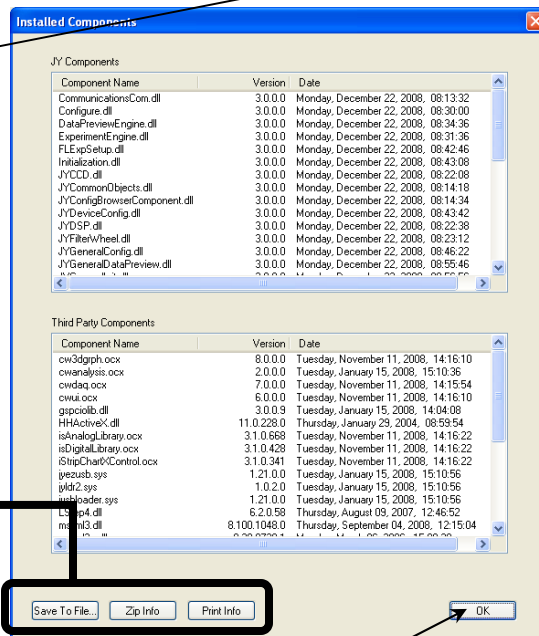 Installed Components
JY Components
Component Name Version Date
CommunicationsCom.dll 3.0.0.0 Monday, December 22, 2008, 08:13:32
Configure.dll 3.0.0.0 Monday, December 22, 2008, 08:30:00
DataPreviewEngine.dll 3.0.0.0 Monday, December 22, 2008, 08:34:36
ExperimentEngine.dll 3.0.0.0 Monday, December 22, 2008, 08:31:36
FLExpSetup.dll 3.0.0.0 Monday, December 22, 2008, 08:42:46
Initialization.dll 3.0.0.0 Monday, December 22, 2008, 08:43:08
JYCCD.dll 3.0.0.0 Monday, December 22, 2008, 08:22:08
JYCommonObjects.dll 3.0.0.0 Monday, December 22, 2008, 08:14:18
JYConfigBrowserComponent.dll 3.0.0.0 Monday, December 22, 2008, 08:14:34
JYDeviceConfig.dll 3.0.0.0 Monday, December 22, 2008, 08:43:42
JYDSP.dll 3.0.0.0 Monday, December 22, 2008, 08:22:38
JYFilterWheel.dll 3.0.0.0 Monday, December 22, 2008, 08:23:12
JYGeneralConfig.dll 3.0.0.0 Monday, December 22, 2008, 08:46:22
JYGeneralDataPreview.dll 3.0.0.0 Monday, December 22, 2008, 08:55:46
Third Party Components
Component Name Version Date
cw3dgrph.ocx 8.0.0.0 Tuesday, November 11, 2008, 14:16:10
cwanalysis.ocx 2.0.0.0 Tuesday, January 15, 2008, 15:10:36
cwdaq.ocx 7.0.0.0 Tuesday, November 11, 2008, 14:15:54
cwui.ocx 6.0.0.0 Tuesday, November 11, 2008, 14:16:10
gspciolib.dll 3.0.0.9 Tuesday, January 15, 2008, 14:04:08
HHActiveX.dll 11.0.228.0 Thursday, January 29, 2004, 08:59:54
isAnalogLibrary.ocx 3.1.0.668 Tuesday, November 11, 2008, 14:16:22
isDigitalLibrary.ocx 3.1.0.428 Tuesday, November 11, 2008, 14:16:22
iStripChartXControl.ocx 3.1.0.341 Tuesday, November 11, 2008, 14:16:22
jyezusb.sys 1.21.0.0 Tuesday, January 15, 2008, 15:10:56
jyldr2.sys 1.0.2.0 Tuesday, January 15, 2008, 15:10:56
jusbloader.sys 1.21.0.0 Tuesday, January 15, 2008, 15:10:56
LStep4.dll 6.2.0.58 Thursday, August 09, 2007, 12:46:52
msxml3.dll 8.100.1048.0 Thursday, September 04, 2008, 12:15:04
Save To File... Zip Info Print Info OK